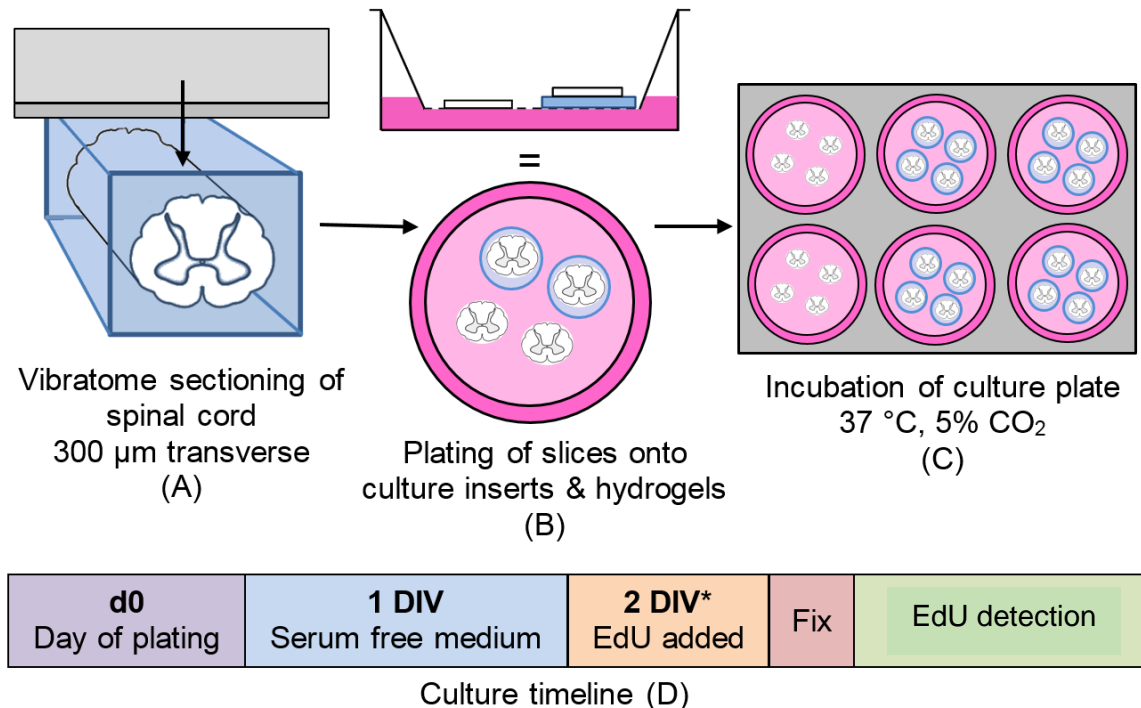 Vibratome sectioning of
spinal cord
300 µm transverse
(A)
=
Plating of slices onto
culture inserts & hydrogels
(B)
Incubation of culture plate
37 °C, 5% CO₂
(C)
d0
Day of plating
1 DIV
Serum free medium
2 DIV*
EdU added
Fix
EdU detection
Culture timeline (D)